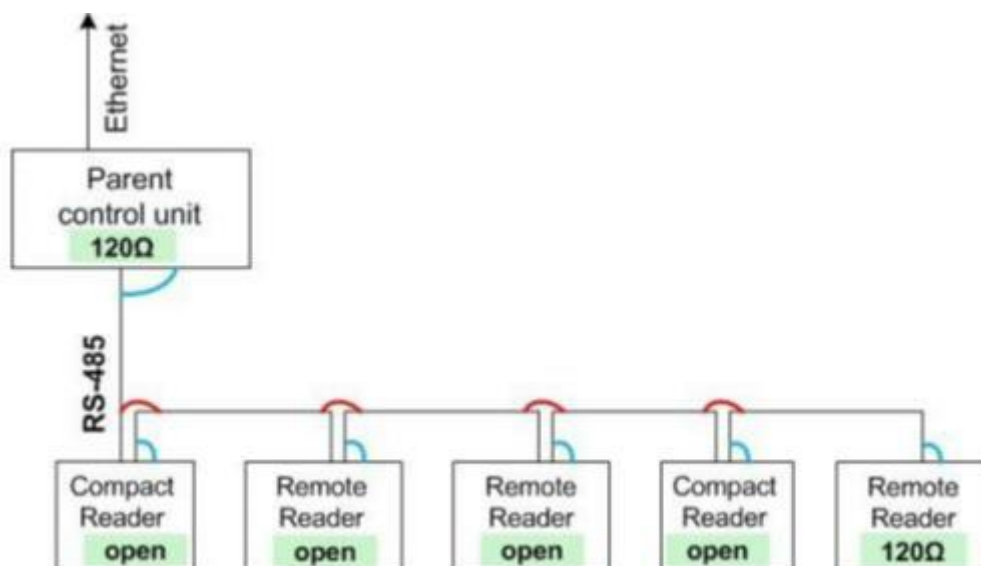 Ethernet
Parent
control unit
120Ω
RS-485
Compact
Reader
open
Remote
Reader
open
Remote
Reader
open
Compact
Reader
open
Remote
Reader
120Ω